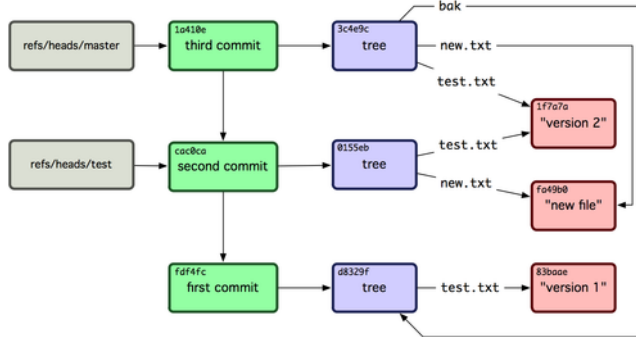 bak
1a410e
3c4e9c
refs/heads/master
third commit
tree
new.txt
test.txt
1f7a7a
"version 2"
cac0ca
0155eb
test.txt
refs/heads/test
second commit
tree
new.txt
fa49b0
"new file"
fdf4fc
d8329f
83baae
first commit
tree
test.txt
"version 1"